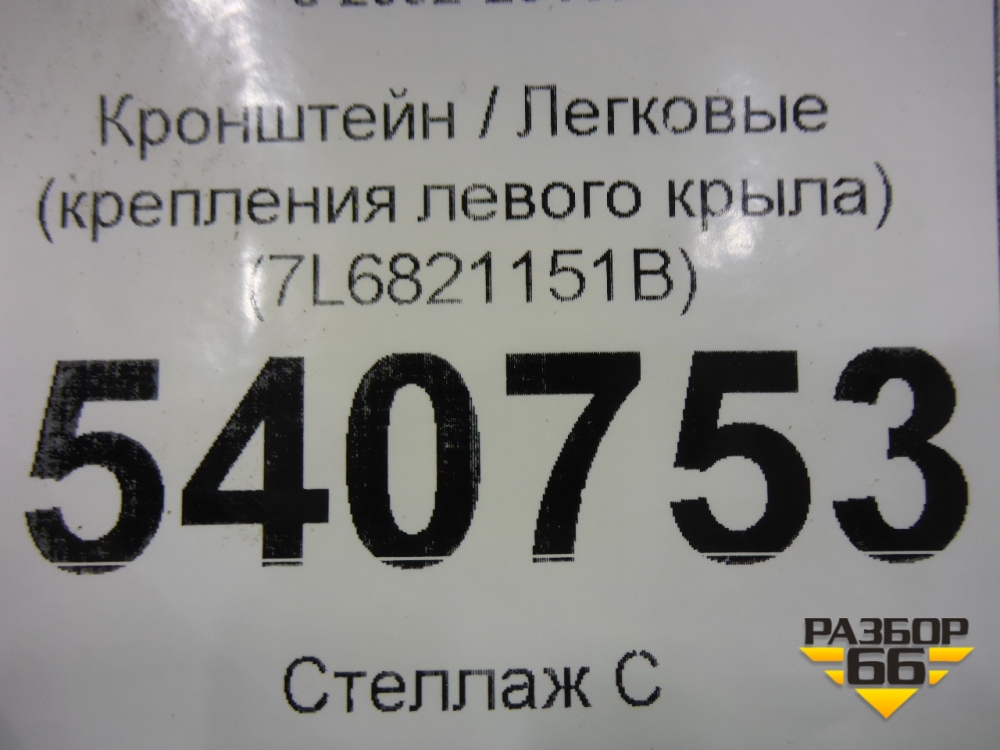 Кронштейн / Легковые
(крепления левого крыла)
(7L6821151B)
540753
Стеллаж С
РАЗБОР
66